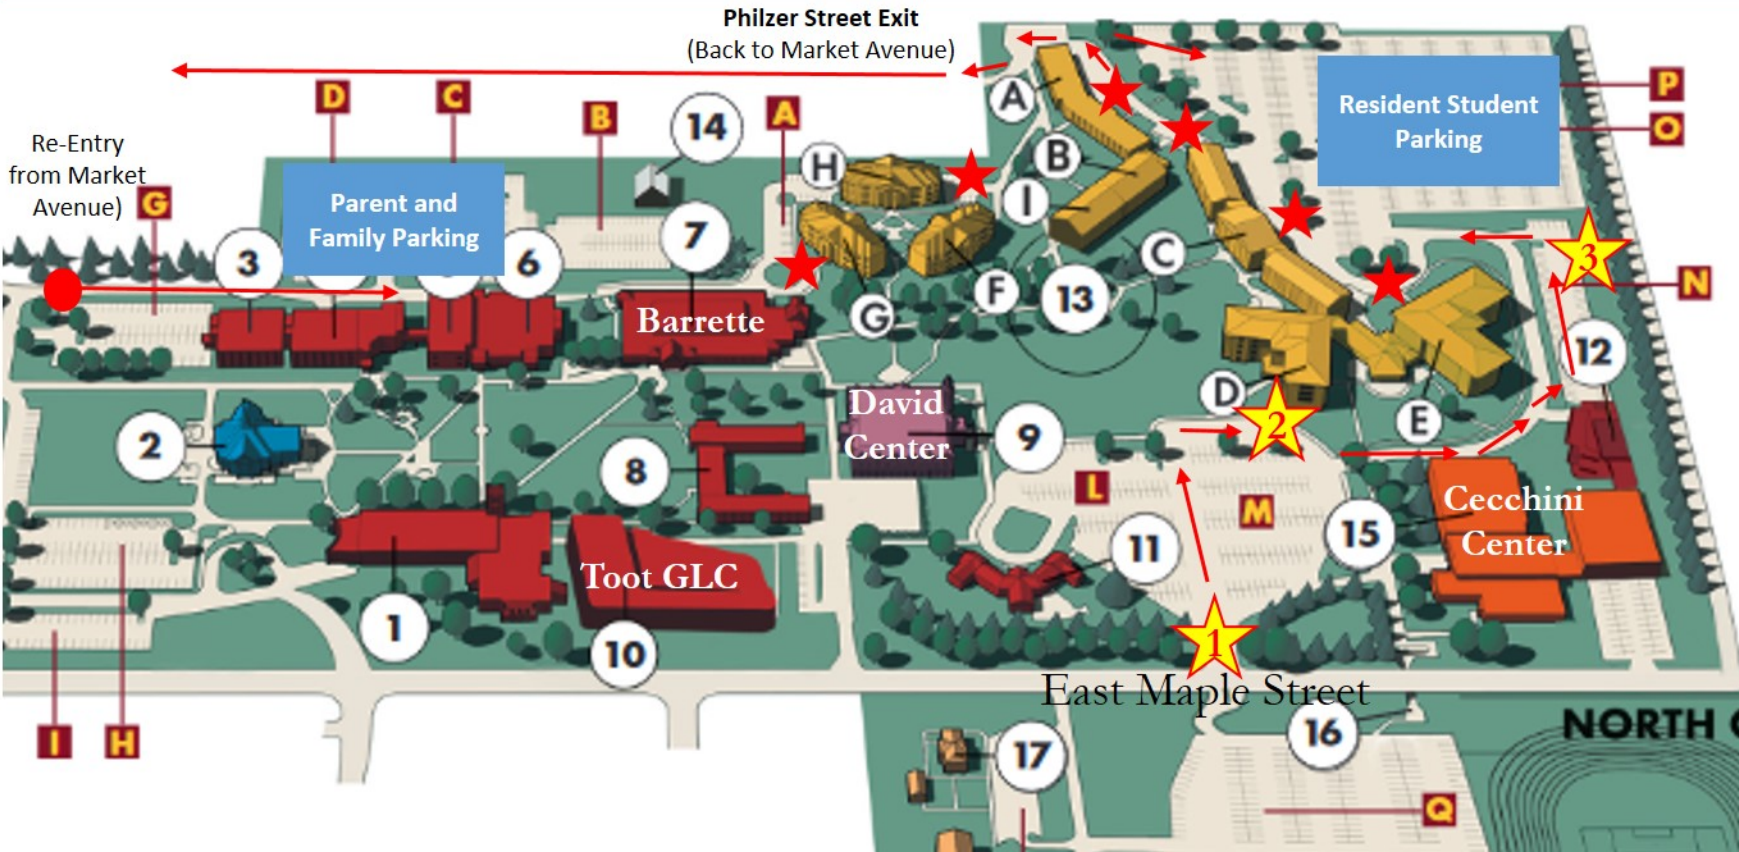 Philzer Street Exit
(Back to Market Avenue)
Re-Entry
from Market
Avenue)
G
D
C
B
14
A
Parent and
Family Parking
3
6
7
H
A
B
I
C
Resident Student
Parking
P
O
3
N
12
G
F
13
Barrette
2
8
David
Center
9
D
2
E
L
M
11
15
Cecchini
Center
1
Toot GLC
10
1
East Maple Street
I
H
17
16
NORTH
Q